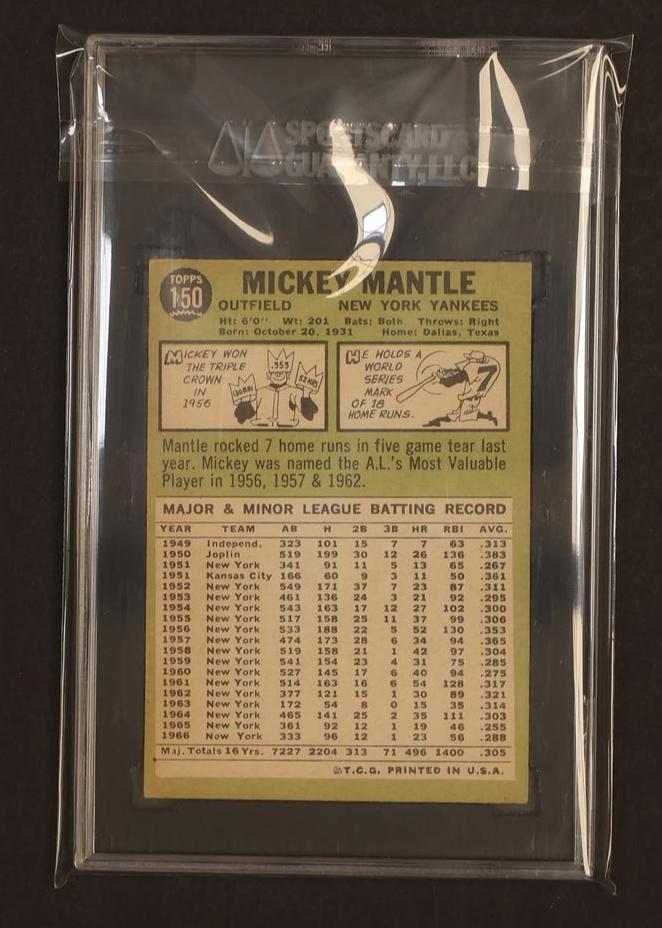 SPORTSCARD
GUARANTY, LLC
TOPPS
150
MICKEY MANTLE
OUTFIELD NEW YORK YANKEES
Ht: 6'0" Wt: 201 Bats: Both Throws: Right
Born: October 20, 1931 Home: Dallas, Texas
MICKEY WON
THE TRIPLE
CROWN
IN
1956
130 RBI
.353
52 HRS
HE HOLDS A
WORLD
SERIES
MARK
OF 18
HOME RUNS.
7
Mantle rocked 7 home runs in five game tear last
year. Mickey was named the A.L.'s Most Valuable
Player in 1956, 1957 & 1962.
MAJOR & MINOR LEAGUE BATTING RECORD
YEAR TEAM AB H 2B 3B HR RBI AVG.
1949 Independ. 323 101 15 7 7 63 .313
1950 Joplin 519 199 30 12 26 136 .383
1951 New York 341 91 11 5 13 65 .267
1951 Kansas City 166 60 9 3 11 50 .361
1952 New York 549 171 37 7 23 87 .311
1953 New York 461 136 24 3 21 92 .295
1954 New York 543 163 17 12 27 102 .300
1955 New York 517 158 25 11 37 99 .306
1956 New York 533 188 22 5 52 130 .353
1957 New York 474 173 28 6 34 94 .365
1958 New York 519 158 21 1 42 97 .304
1959 New York 541 154 23 4 31 75 .285
1960 New York 527 145 17 6 40 94 .275
1961 New York 514 163 16 6 54 128 .317
1962 New York 377 121 15 1 30 89 .321
1963 New York 172 54 8 0 15 35 .314
1964 New York 465 141 25 2 35 111 .303
1965 New York 361 92 12 1 19 46 .255
1966 New York 333 96 12 1 23 56 .288
Maj. Totals 16 Yrs. 7227 2204 313 71 496 1400 .305
©T.C.G. PRINTED IN U.S.A.